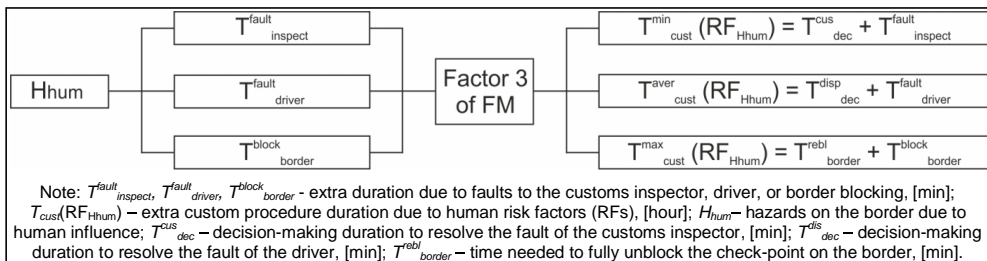 T^fault_inspect
T^min_cust (RF_Hhum) = T^cus_dec + T^fault_inspect
Hhum
T^fault_driver
Factor 3
of FM
T^aver_cust (RF_Hhum) = T^disp_dec + T^fault_driver
T^block_border
T^max_cust (RF_Hhum) = T^rebl_border + T^block_border
Note: T^fault_inspect, T^fault_driver, T^block_border - extra duration due to faults to the customs inspector, driver, or border blocking, [min];
T_cust(RF_Hhum) – extra custom procedure duration due to human risk factors (RFs), [hour]; H_hum– hazards on the border due to
human influence; T^cus_dec – decision-making duration to resolve the fault of the customs inspector, [min]; T^dis_dec – decision-making
duration to resolve the fault of the driver, [min]; T^rebl_border – time needed to fully unblock the check-point on the border, [min].